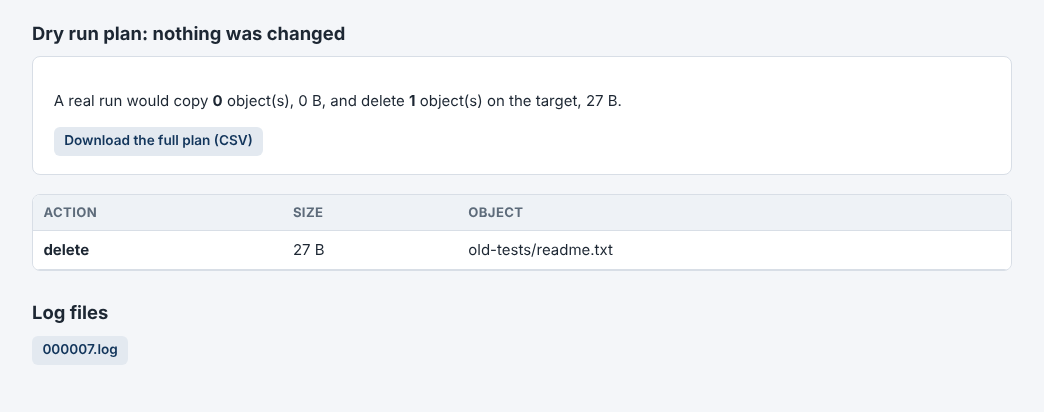 Dry run plan: nothing was changed
A real run would copy 0 object(s), 0 B, and delete 1 object(s) on the target, 27 B.
Download the full plan (CSV)
ACTION SIZE OBJECT
delete 27 B old-tests/readme.txt
Log files
000007.log